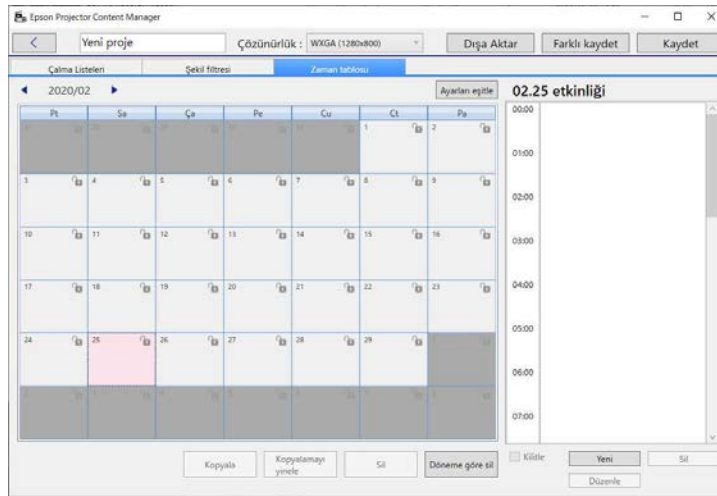 Epson Projector Content Manager
Yeni proje Çözünürlük : WXGA (1280x800) Dışa Aktar Farklı kaydet Kaydet
Çalma Listeleri Şekil filtresi Zaman tablosu
2020/02 Ayarları eşitle 02.25 etkinliği
Pt Sa Ça Pe Cu Ct Pa
00:00
1 2
01:00
3 4 5 6 7 8 9
02:00
10 11 12 13 14 15 16
03:00
17 18 19 20 21 22 23
04:00
05:00
24 25 26 27 28 29
06:00
07:00
Kopyala Kopyalamayı yinele Sil Döneme göre sil Kilitle Yeni Sil
Düzenle